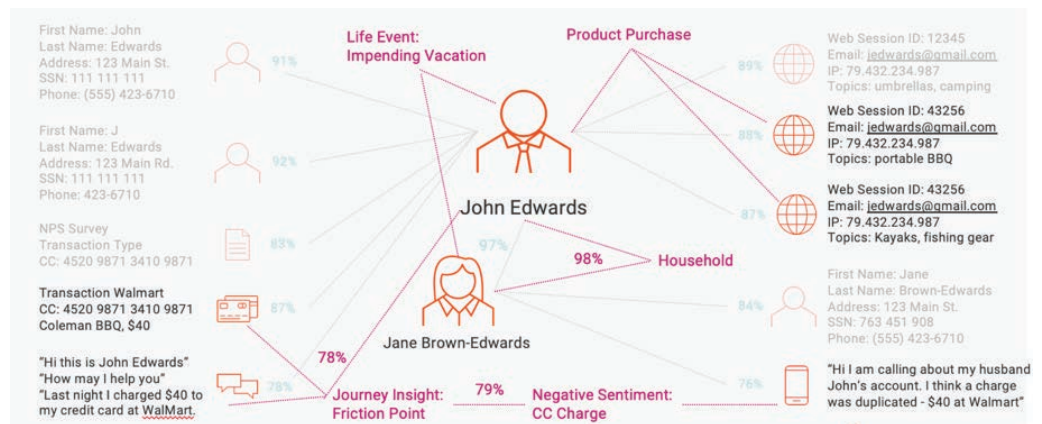 First Name: John
Last Name: Edwards
Address: 123 Main St.
SSN: 111 111 111
Phone: (555) 423-6710
91%
First Name: J
Last Name: Edwards
Address: 123 Main Rd.
SSN: 111 111 111
Phone: 423-6710
92%
NPS Survey
Transaction Type
CC: 4520 9871 3410 9871
83%
Transaction Walmart
CC: 4520 9871 3410 9871
Coleman BBQ, $40
87%
"Hi this is John Edwards"
"How may I help you"
"Last night I charged $40 to
my credit card at WalMart.
78%
Life Event:
Impending Vacation
Product Purchase
John Edwards
97%
98%
Household
Jane Brown-Edwards
78%
Journey Insight:
Friction Point
79%
Negative Sentiment:
CC Charge
89%
Web Session ID: 12345
Email: jedwards@gmail.com
IP: 79.432.234.987
Topics: umbrellas, camping
88%
Web Session ID: 43256
Email: jedwards@gmail.com
IP: 79.432.234.987
Topics: portable BBQ
87%
Web Session ID: 43256
Email: jedwards@gmail.com
IP: 79.432.234.987
Topics: Kayaks, fishing gear
84%
First Name: Jane
Last Name: Brown-Edwards
Address: 123 Main St.
SSN: 763 451 908
Phone: (555) 423-6710
76%
"Hi I am calling about my husband
John's account. I think a charge
was duplicated - $40 at Walmart"